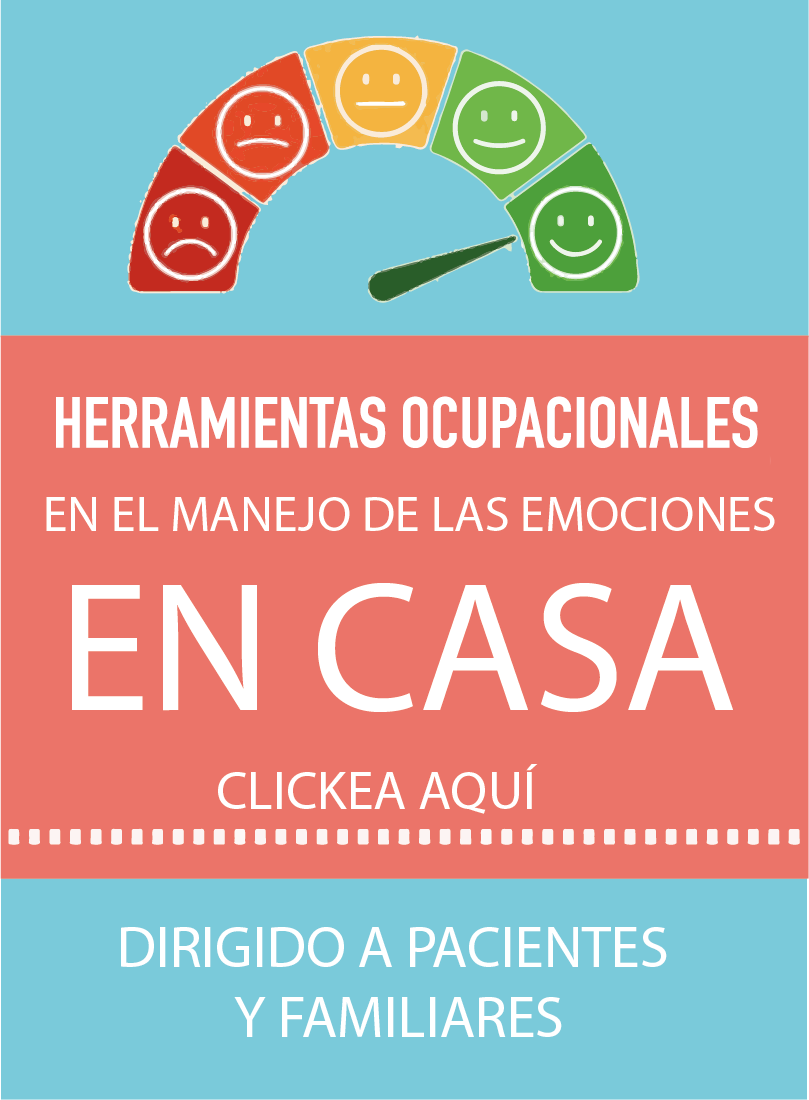 HERRAMIENTAS OCUPACIONALES
EN EL MANEJO DE LAS EMOCIONES
EN CASA
CLICKEA AQUÍ
DIRIGIDO A PACIENTES
Y FAMILIARES